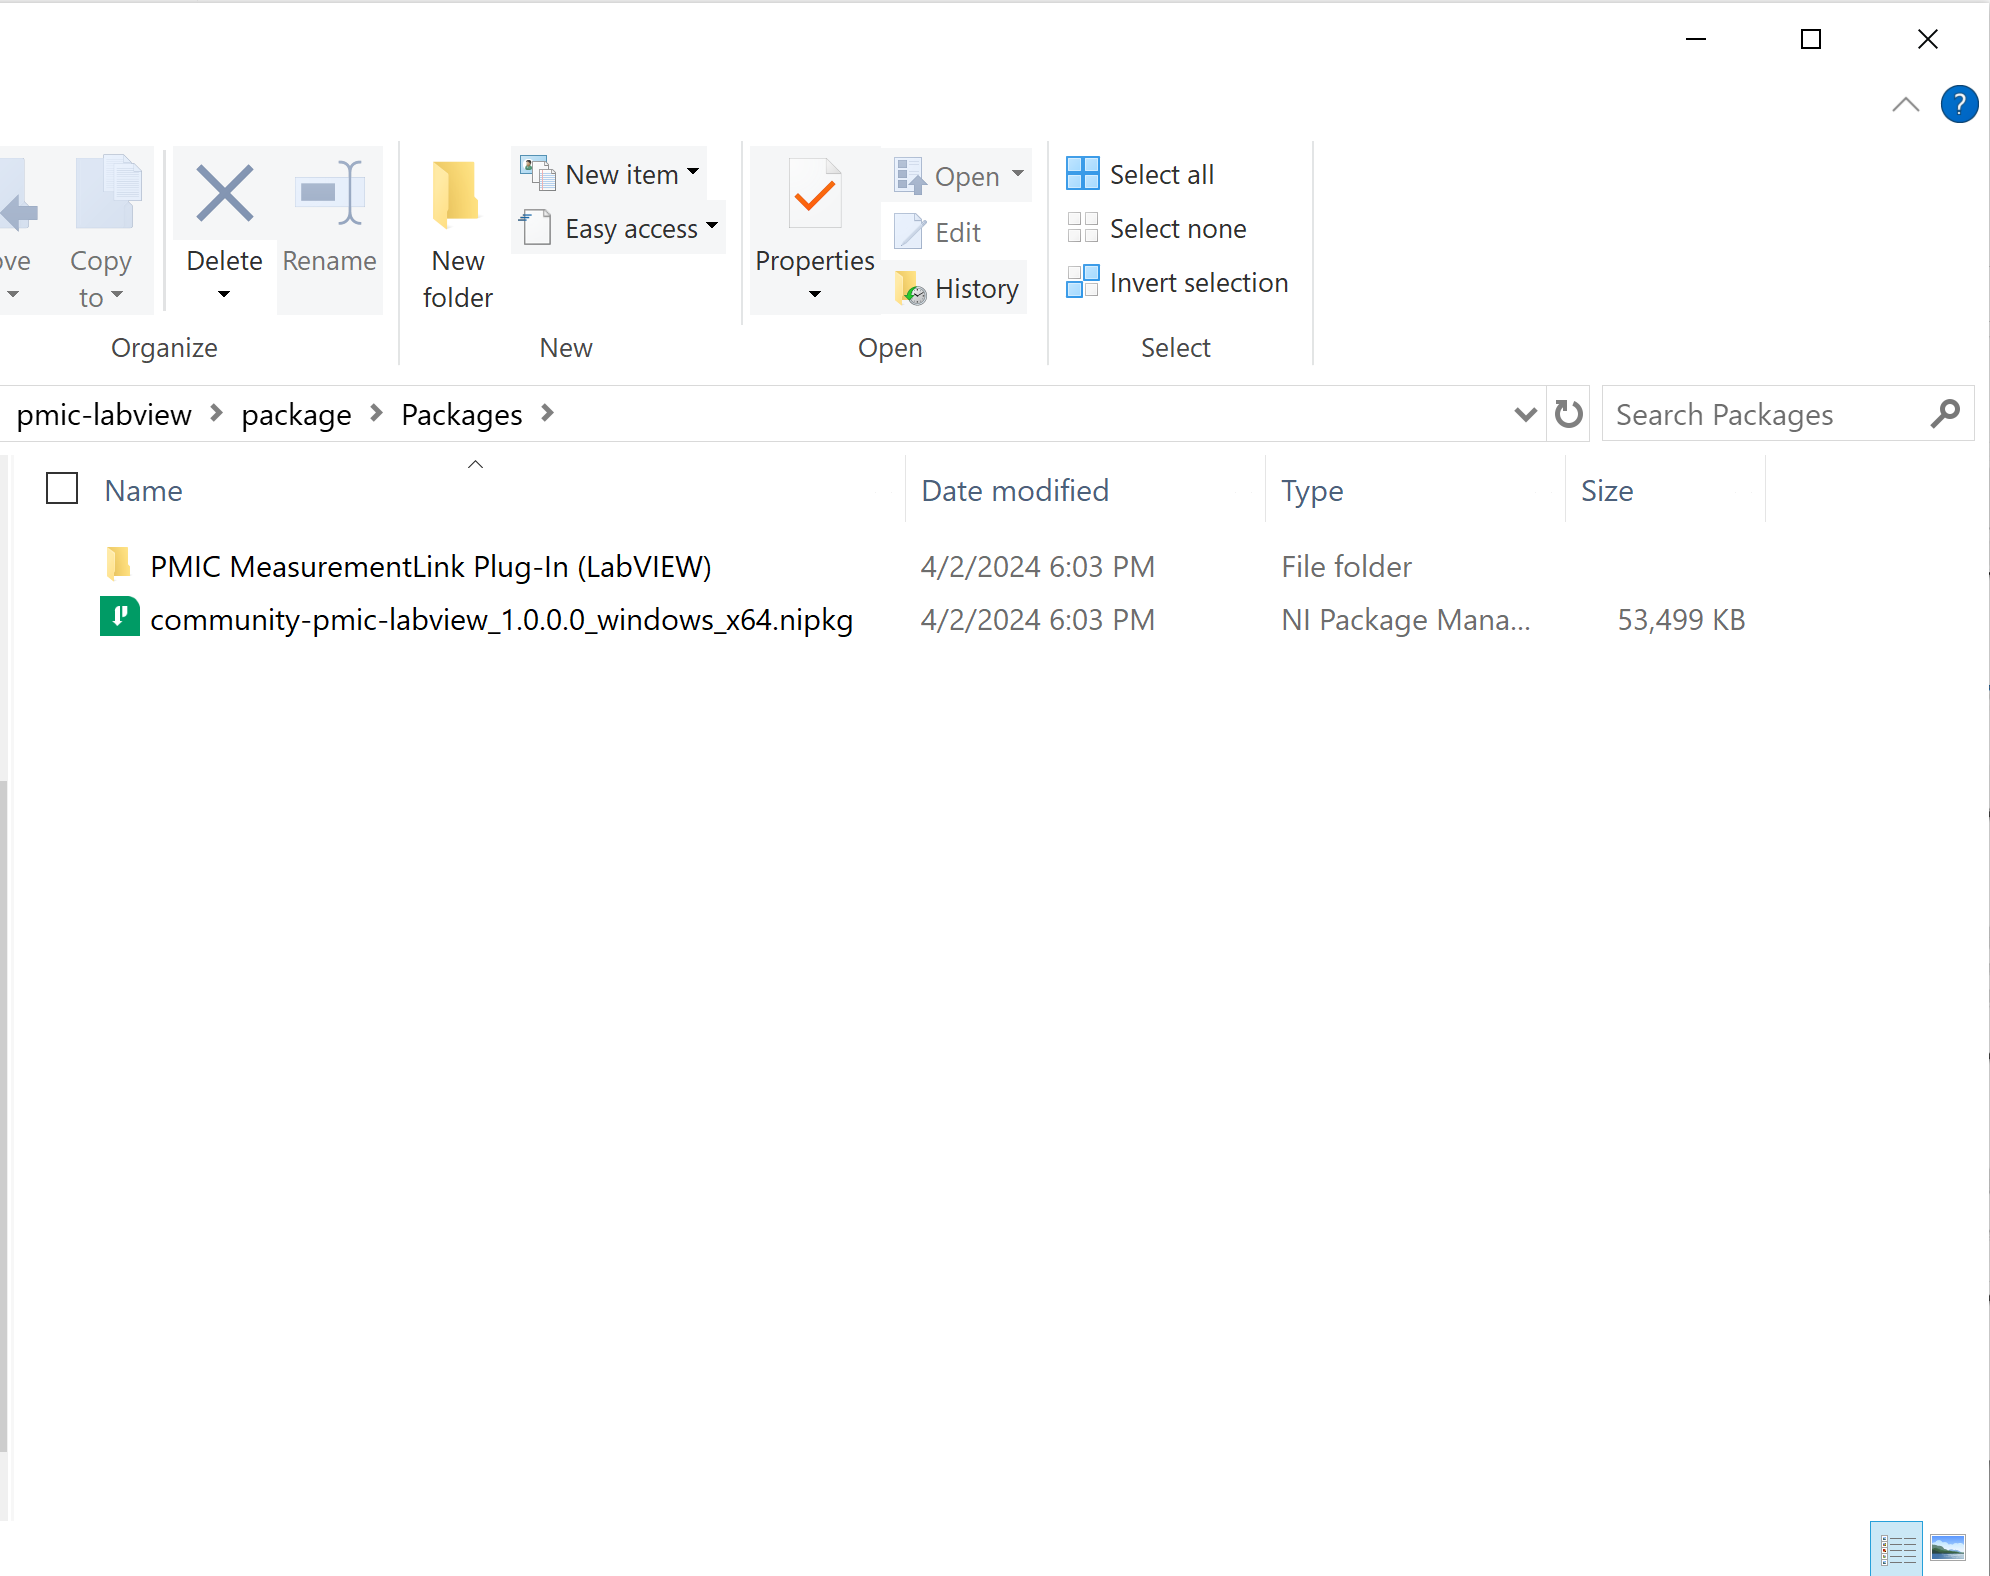 ?
ove
Copy
to
Delete
Rename
Organize
New
folder
New item
Easy access
New
Properties
Open
Edit
History
Open
Select all
Select none
Invert selection
Select
pmic-labview > package > Packages >
Search Packages
Name Date modified Type Size
PMIC MeasurementLink Plug-In (LabVIEW) 4/2/2024 6:03 PM File folder
community-pmic-labview_1.0.0.0_windows_x64.nipkg 4/2/2024 6:03 PM NI Package Mana... 53,499 KB